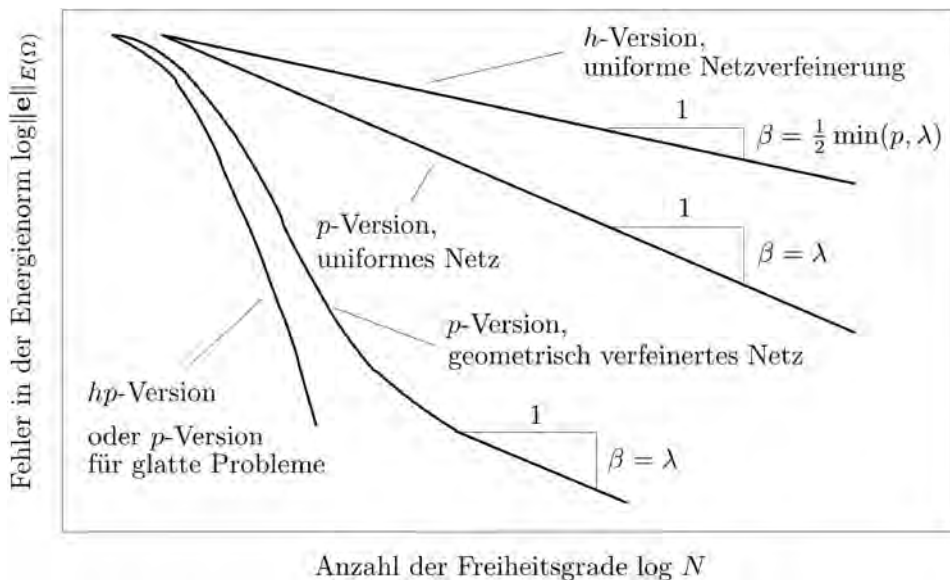 Fehler in der Energienorm log||e|| E(Ω)
h-Version,
uniforme Netzverfeinerung
1
β = ½ min(p, λ)
p-Version,
uniformes Netz
1
β = λ
p-Version,
geometrisch verfeinertes Netz
hp-Version
oder p-Version
für glatte Probleme
1
β = λ
Anzahl der Freiheitsgrade log N